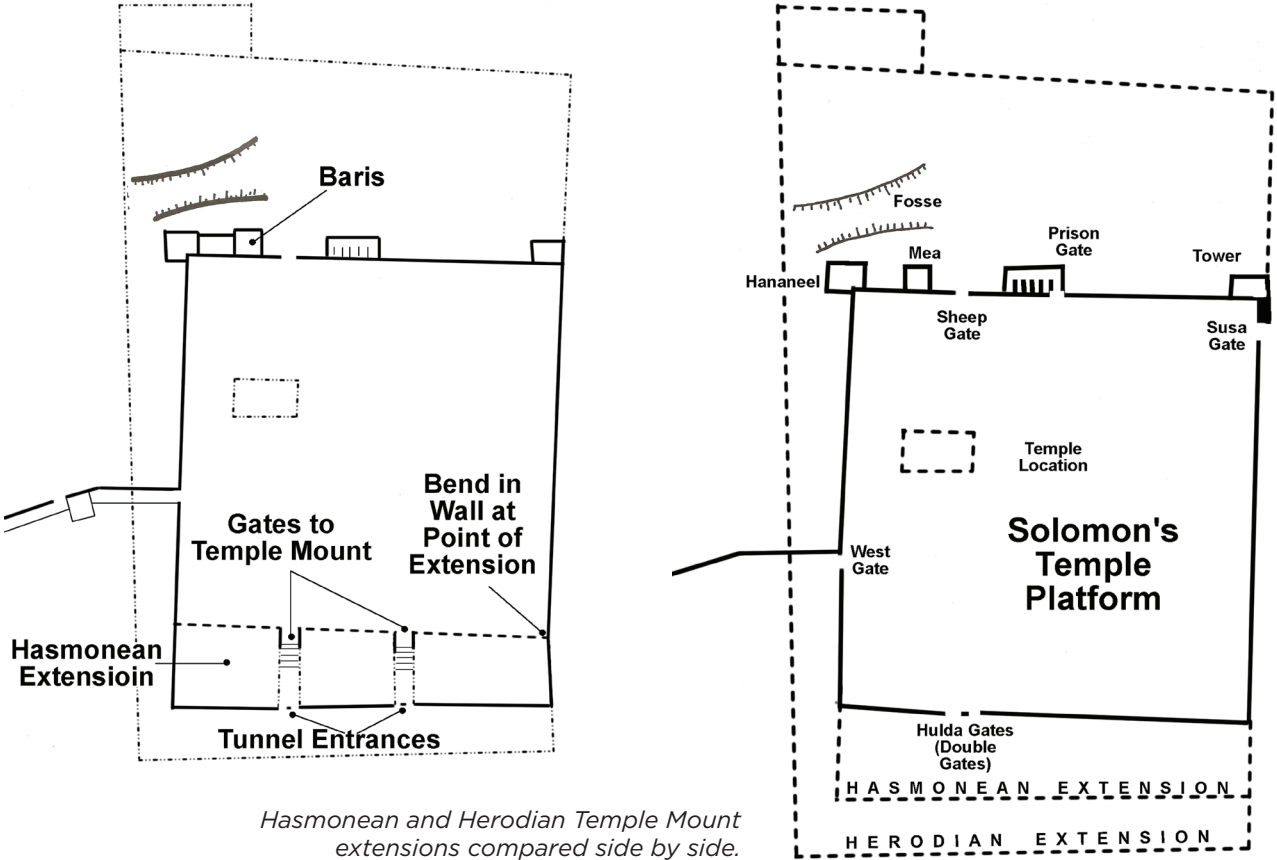 Baris
Bend in
Wall at
Point of
Extension
Gates to
Temple Mount
Hasmonean
Extensioin
Tunnel Entrances
Fosse
Prison
Gate
Mea
Tower
Hananeel
Sheep
Gate
Susa
Gate
Temple
Location
Solomon's
Temple
Platform
West
Gate
Hulda Gates
(Double
Gates)
HASMONEAN EXTENSION
HERODIAN EXTENSION
Hasmonean and Herodian Temple Mount
extensions compared side by side.